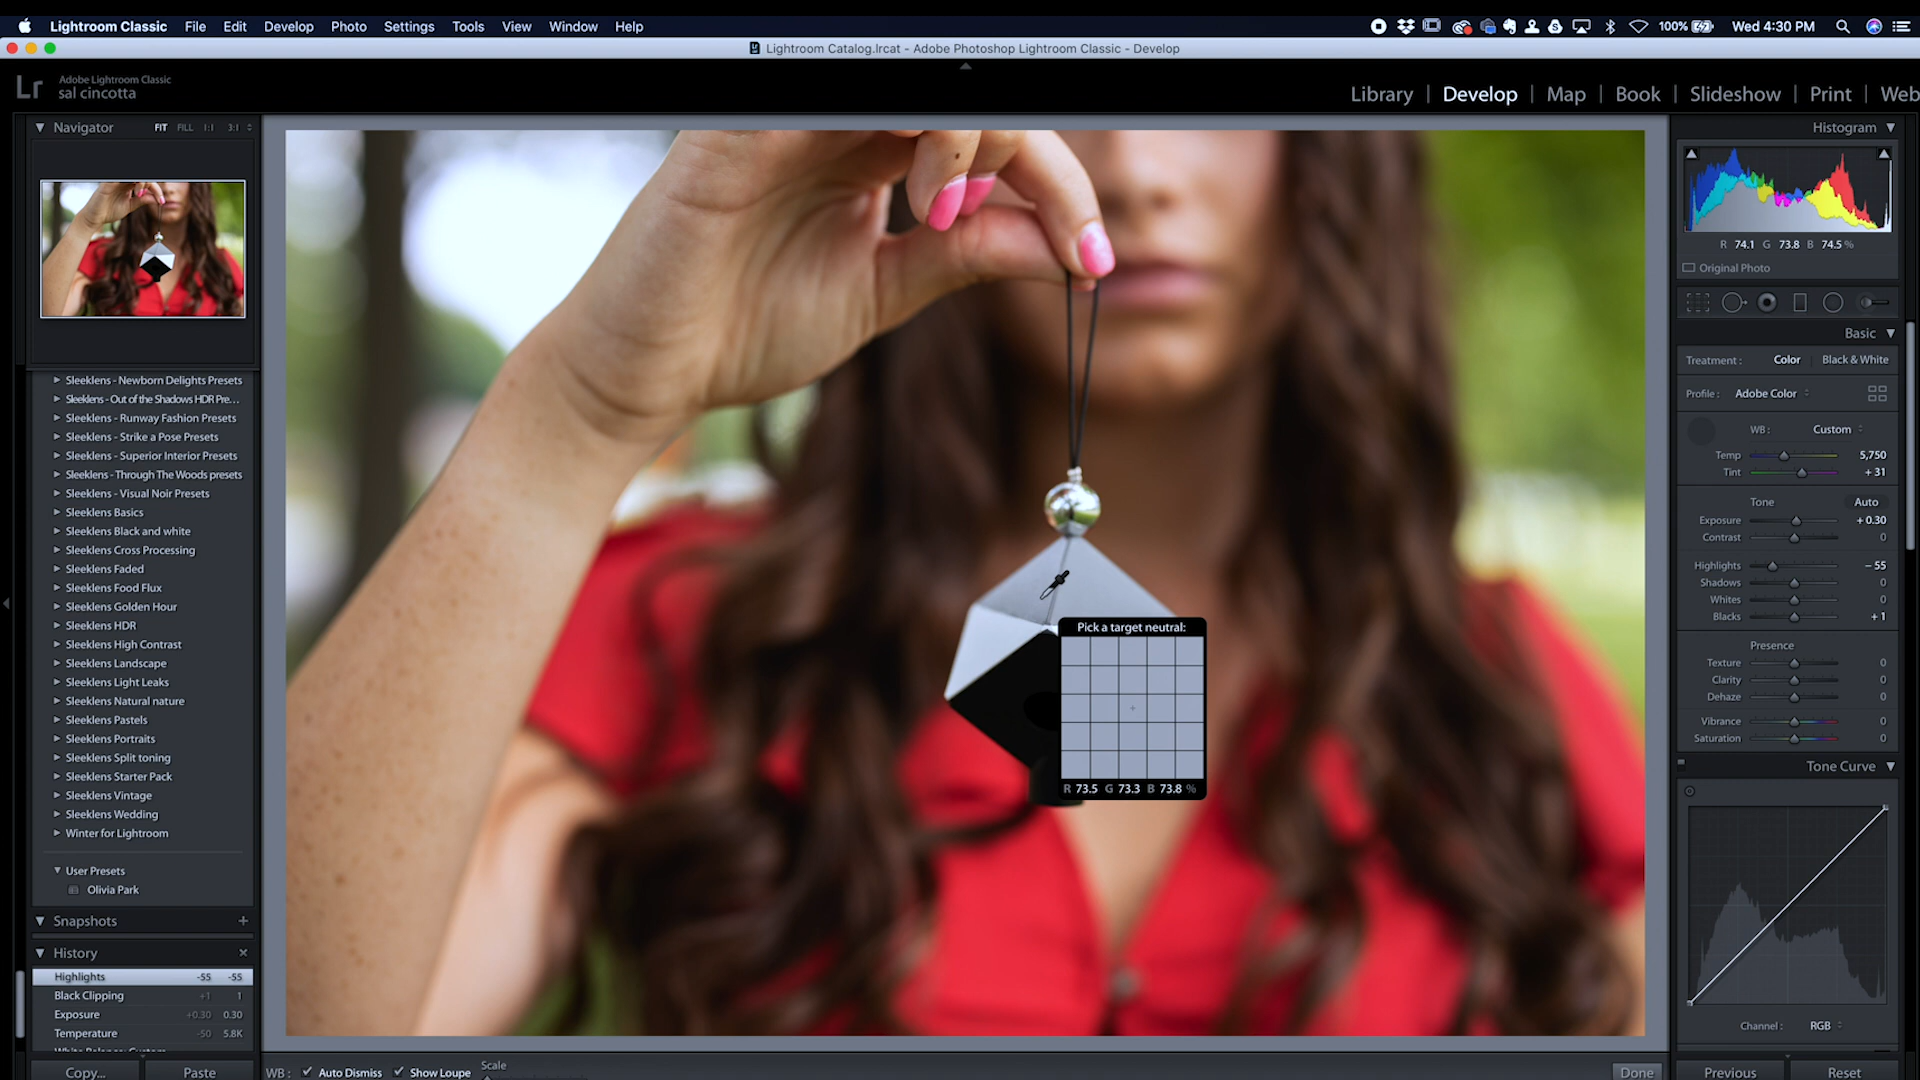 Lightroom Classic File Edit Develop Photo Settings Tools View Window Help
100% Wed 4:30 PM
Lightroom Catalog.lrcat - Adobe Photoshop Lightroom Classic - Develop
Lr
Adobe Lightroom Classic
sal cincotta
Library | Develop | Map | Book | Slideshow | Print | Web
Navigator FIT FILL 1:1 3:1
Sleeklens - Newborn Delights Presets
Sleeklens - Out of the Shadows HDR Pre...
Sleeklens - Runway Fashion Presets
Sleeklens - Strike a Pose Presets
Sleeklens - Superior Interior Presets
Sleeklens - Through The Woods presets
Sleeklens - Visual Noir Presets
Sleeklens Basics
Sleeklens Black and white
Sleeklens Cross Processing
Sleeklens Faded
Sleeklens Food Flux
Sleeklens Golden Hour
Sleeklens HDR
Sleeklens High Contrast
Sleeklens Landscape
Sleeklens Light Leaks
Sleeklens Natural nature
Sleeklens Pastels
Sleeklens Portraits
Sleeklens Split toning
Sleeklens Starter Pack
Sleeklens Vintage
Sleeklens Wedding
Winter for Lightroom
User Presets
Olivia Park
Snapshots +
History ×
Highlights -55 -55
Black Clipping +1 1
Exposure +0.30 0.30
Temperature -50 5.8K
White Balance: Custom
Copy... Paste
Pick a target neutral:
R 73.5 G 73.3 B 73.8 %
WB : Auto Dismiss Show Loupe Scale
Done
Histogram
R 74.1 G 73.8 B 74.5 %
Original Photo
Basic
Treatment : Color Black & White
Profile : Adobe Color
WB : Custom
Temp 5,750
Tint + 31
Tone Auto
Exposure + 0.30
Contrast 0
Highlights - 55
Shadows 0
Whites 0
Blacks + 1
Presence
Texture 0
Clarity 0
Dehaze 0
Vibrance 0
Saturation 0
Tone Curve
Channel : RGB
Previous Reset